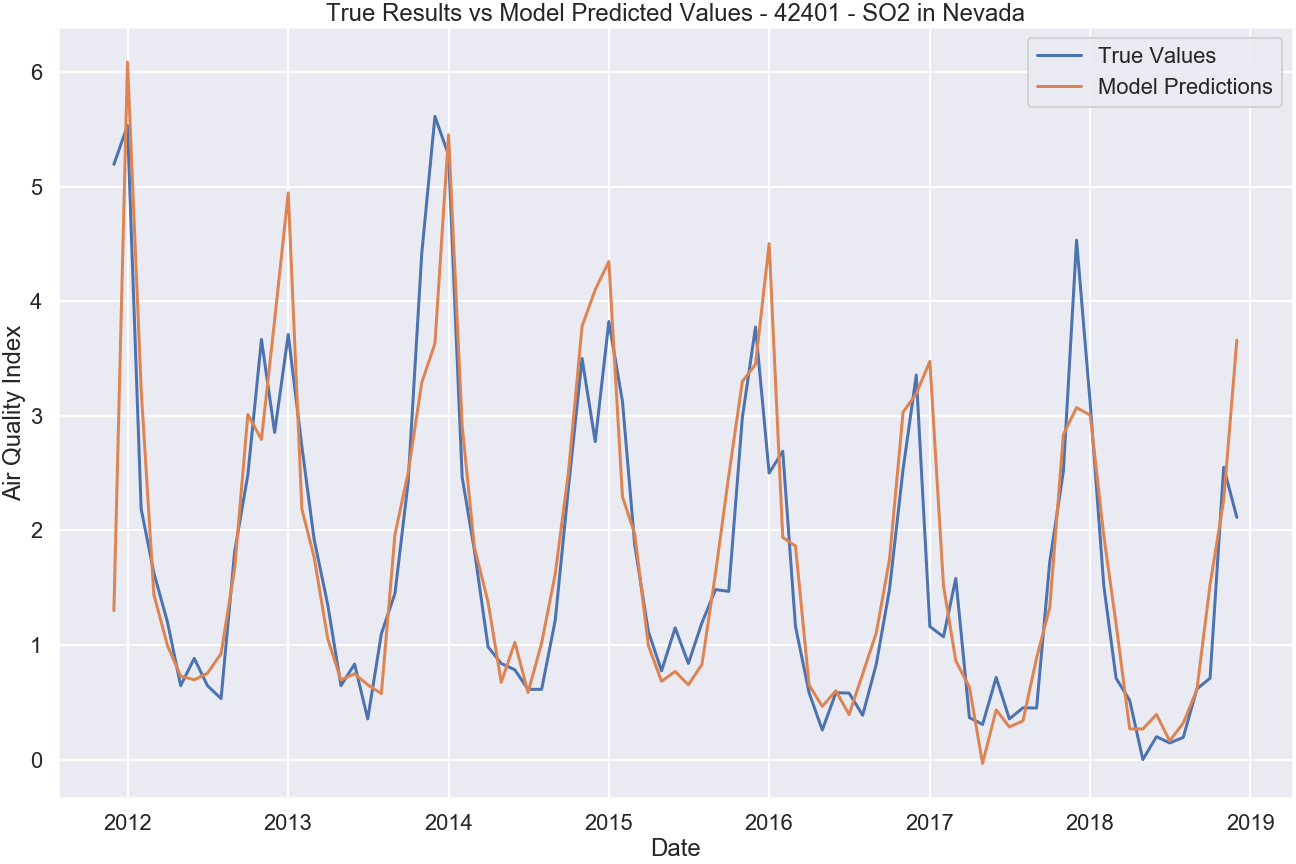 True Results vs Model Predicted Values - 42401 - SO2 in Nevada
True Values
Model Predictions
Air Quality Index
6
5
4
3
2
1
0
2012 2013 2014 2015 2016 2017 2018 2019
Date